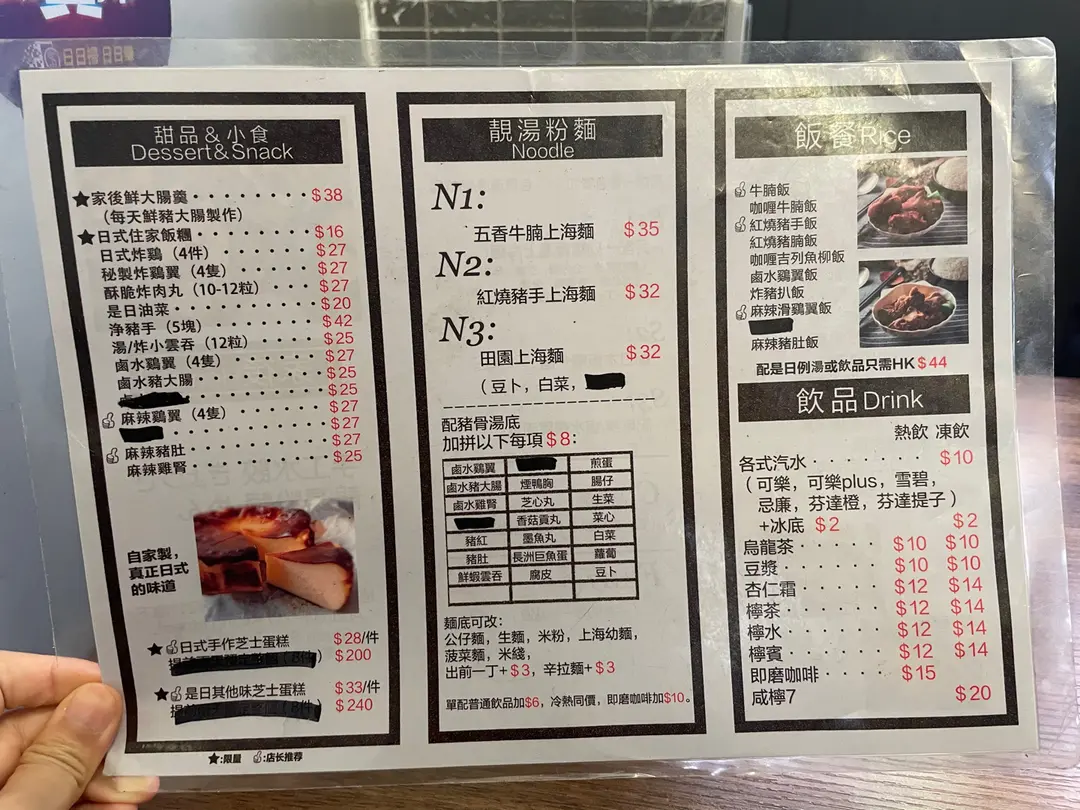 甜品&小食
Dessert&Snack
★家後鮮大腸羹 $38
(每天鮮豬大腸製作)
★日式住家飯糰 $16
日式炸鷄(4件) $27
秘製炸鷄翼(4隻) $27
酥脆炸肉丸(10-12粒) $27
是日油菜 $20
净豬手(5塊) $42
湯/炸小雲吞(12粒) $25
鹵水鷄翼(4隻) $27
鹵水豬大腸 $25
$25
麻辣鷄翼(4隻) $27
$27
麻辣豬肚 $27
麻辣雞腎 $25
自家製,
真正日式
的味道
★日式手作芝士蛋糕 $28/件
$200
★是日其他味芝士蛋糕 $33/件
$240
★:限量 :店长推荐
靚湯粉麵
Noodle
N1:
五香牛腩上海麵 $35
N2:
紅燒豬手上海麵 $32
N3:
田園上海麵 $32
(豆卜,白菜,
配豬骨湯底
加拼以下每項$8:
鹵水鷄翼 煎蛋
鹵水豬大腸 煙鴨胸 腸仔
鹵水雞腎 芝心丸 生菜
香菇貢丸 菜心
豬紅 墨魚丸 白菜
豬肚 長洲巨魚蛋 蘿蔔
鮮蝦雲吞 腐皮 豆卜
麵底可改:
公仔麵,生麵,米粉,上海幼麵,
菠菜麵,米綫,
出前一丁+$3,辛拉麵+$3
單配普通飲品加$6,冷熱同價,即磨咖啡加$10。
飯餐Rice
牛腩飯
咖喱牛腩飯
紅燒豬手飯
紅燒豬腩飯
咖喱吉列魚柳飯
鹵水鷄翼飯
炸豬扒飯
麻辣滑鷄翼飯
麻辣豬肚飯
配是日例湯或飲品只需HK$44
飲品Drink
熱飲 凍飲
各式汽水 $10
(可樂,可樂plus,雪碧,
忌廉,芬達橙,芬達提子)
+冰底 $2 $2
烏龍茶 $10 $10
豆漿 $10 $10
杏仁霜 $12 $14
檸茶 $12 $14
檸水 $12 $14
檸賓 $12 $14
即磨咖啡 $15
咸檸7 $20